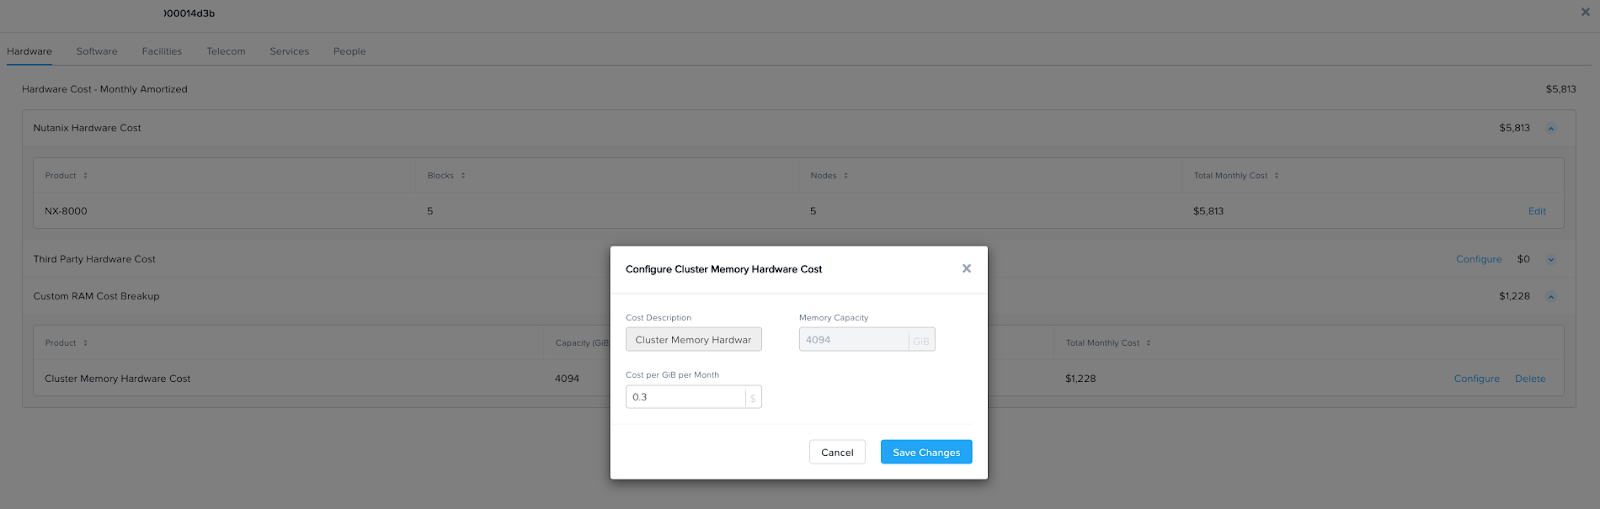 000014d3b
Hardware Software Facilities Telecom Services People
Hardware Cost - Monthly Amortized $5,813
Nutanix Hardware Cost $5,813
Product Blocks Nodes Total Monthly Cost
NX-8000 5 5 $5,813 Edit
Third Party Hardware Cost Configure $0
Custom RAM Cost Breakup $1,228
Product Capacity (GiB Total Monthly Cost
Cluster Memory Hardware Cost 4094 $1,228 Configure Delete
Configure Cluster Memory Hardware Cost
Cost Description Memory Capacity
Cluster Memory Hardwar 4094 GiB
Cost per GiB per Month
0.3 $
Cancel Save Changes